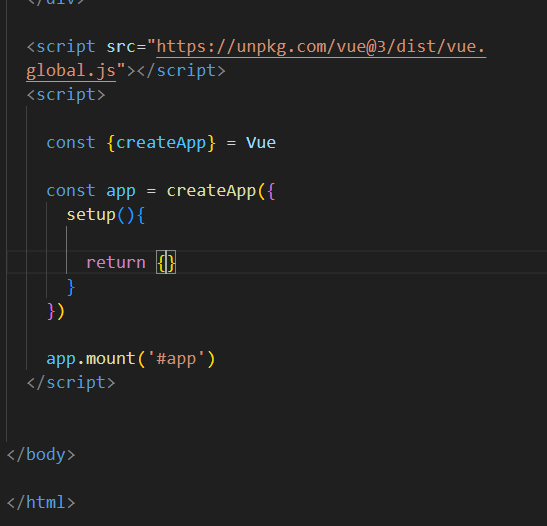 </div>
<script src="https://unpkg.com/vue@3/dist/vue.
global.js"></script>
<script>
const {createApp} = Vue
const app = createApp({
setup(){
return {}
}
})
app.mount('#app')
</script>
</body>
</html>